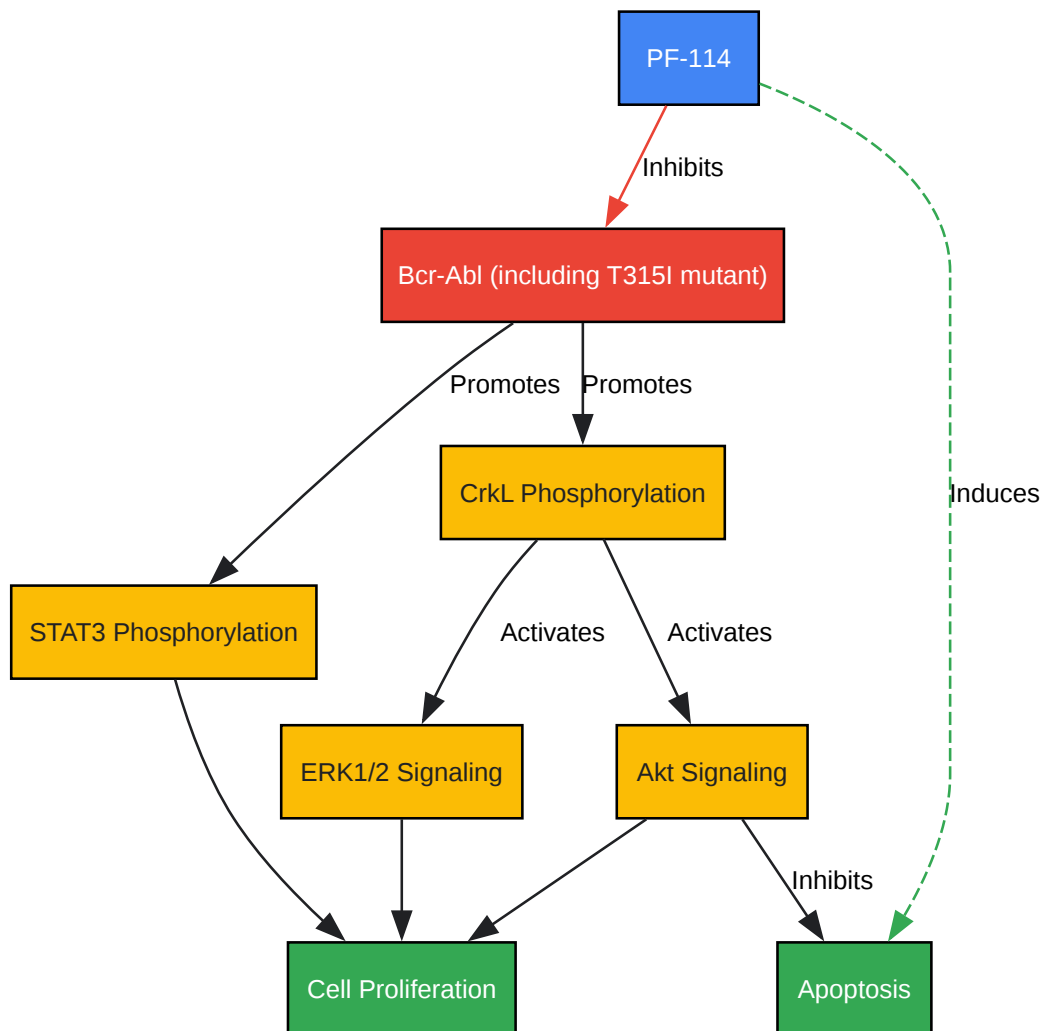 PF-114
Inhibits
Bcr-Abl (including T315I mutant)
Promotes
Promotes
CrkL Phosphorylation
Induces
STAT3 Phosphorylation
Activates
Activates
ERK1/2 Signaling
Akt Signaling
Inhibits
Cell Proliferation
Apoptosis